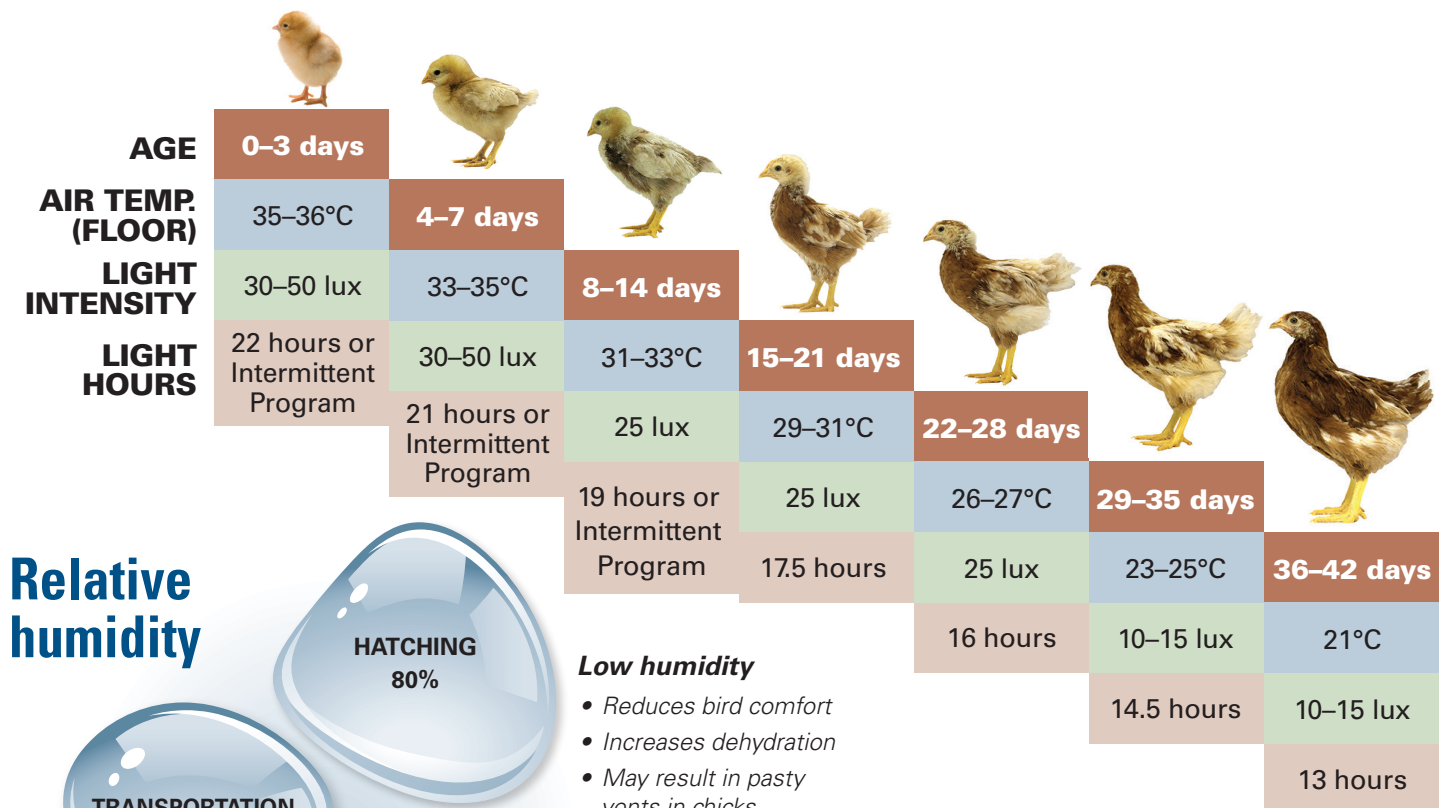 AGE
AIR TEMP.
(FLOOR)
LIGHT
INTENSITY
LIGHT
HOURS
0–3 days
35–36°C
30–50 lux
22 hours or
Intermittent
Program
4–7 days
33–35°C
30–50 lux
21 hours or
Intermittent
Program
8–14 days
31–33°C
25 lux
19 hours or
Intermittent
Program
15–21 days
29–31°C
25 lux
17.5 hours
22–28 days
26–27°C
25 lux
16 hours
29–35 days
23–25°C
10–15 lux
14.5 hours
36–42 days
21°C
10–15 lux
13 hours
Relative
humidity
HATCHING
80%
TRANSPORTATION
Low humidity
• Reduces bird comfort
• Increases dehydration
• May result in pasty
vents in chicks